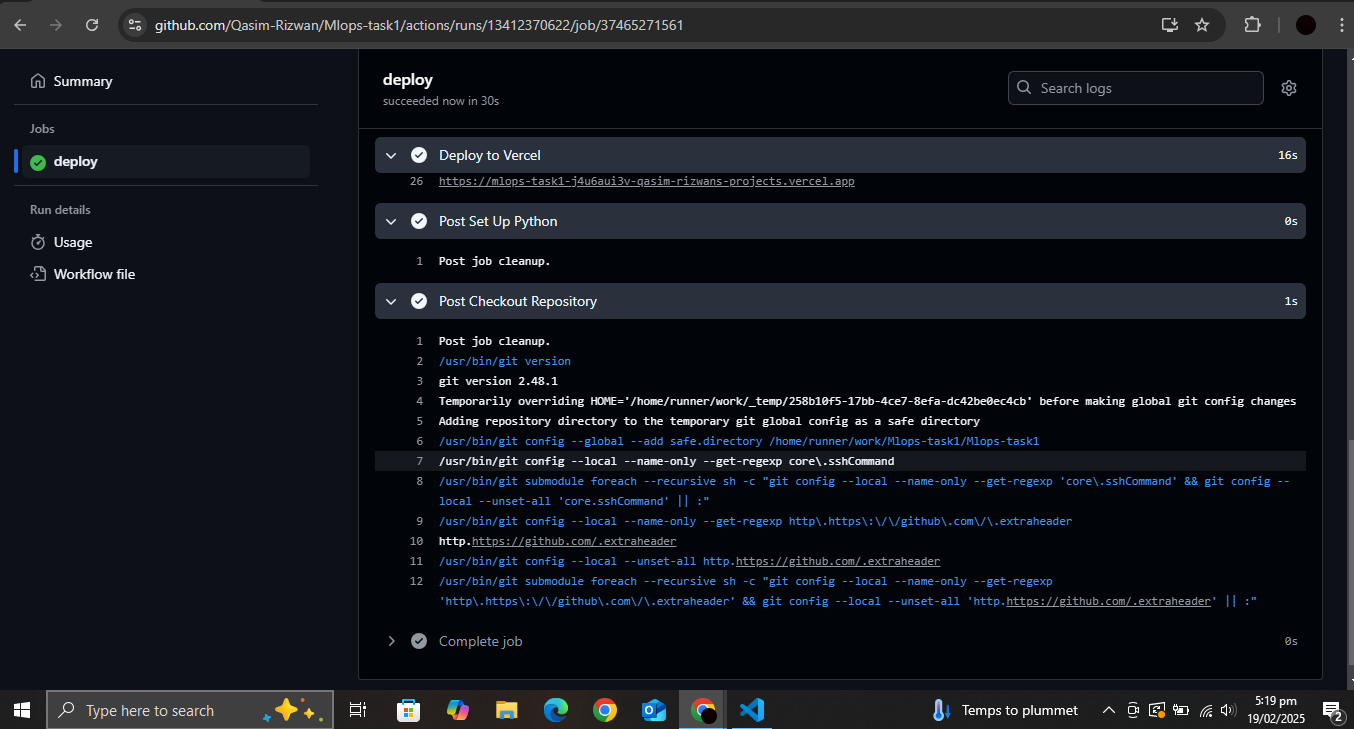 github.com/Qasim-Rizwan/Mlops-task1/actions/runs/13412370622/job/37465271561
Summary
Jobs
deploy
Run details
Usage
Workflow file
deploy
succeeded now in 30s
Search logs
Deploy to Vercel 16s
26 https://mlops-task1-j4u6aui3v-qasim-rizwans-projects.vercel.app
Post Set Up Python 0s
1 Post job cleanup.
Post Checkout Repository 1s
1 Post job cleanup.
2 /usr/bin/git version
3 git version 2.48.1
4 Temporarily overriding HOME='/home/runner/work/_temp/258b10f5-17bb-4ce7-8efa-dc42be0ec4cb' before making global git config changes
5 Adding repository directory to the temporary git global config as a safe directory
6 /usr/bin/git config --global --add safe.directory /home/runner/work/Mlops-task1/Mlops-task1
7 /usr/bin/git config --local --name-only --get-regexp core\.sshCommand
8 /usr/bin/git submodule foreach --recursive sh -c "git config --local --name-only --get-regexp 'core\.sshCommand' && git config --
local --unset-all 'core.sshCommand' || :"
9 /usr/bin/git config --local --name-only --get-regexp http\.https\:\/\/github\.com\/\.extraheader
10 http.https://github.com/.extraheader
11 /usr/bin/git config --local --unset-all http.https://github.com/.extraheader
12 /usr/bin/git submodule foreach --recursive sh -c "git config --local --name-only --get-regexp
'http\.https\:\/\/github\.com\/\.extraheader' && git config --local --unset-all 'http.https://github.com/.extraheader' || :"
Complete job 0s
Type here to search
Temps to plummet
5:19 pm
19/02/2025
2